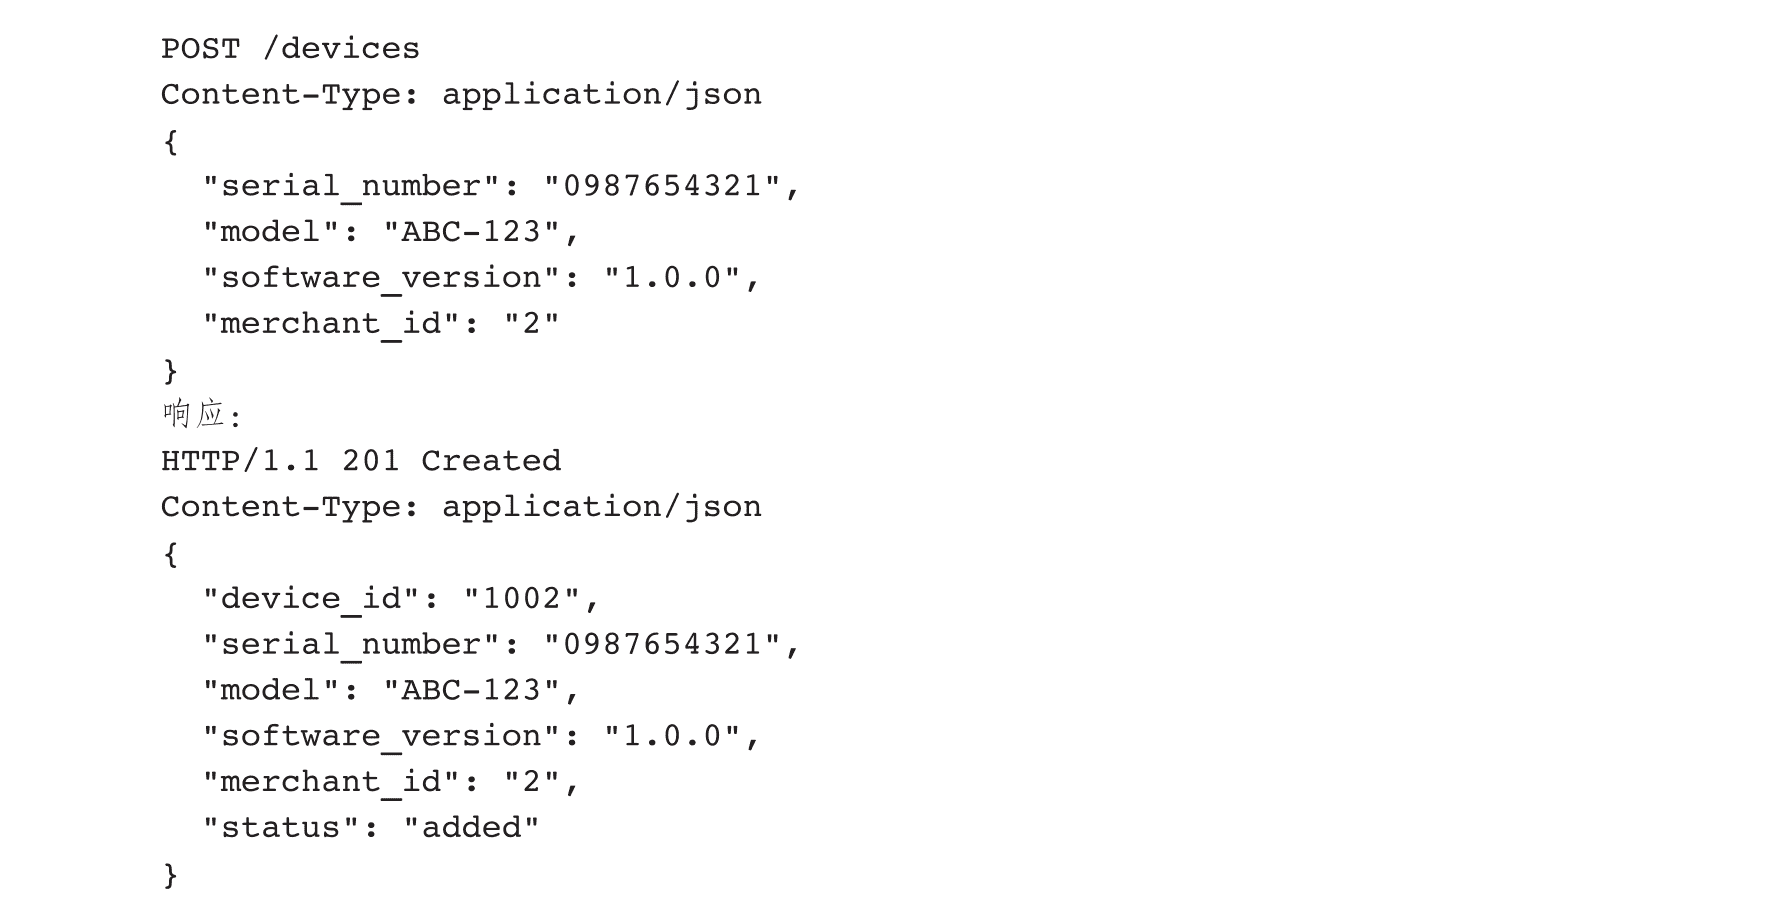 POST /devices
Content-Type: application/json
{
"serial_number": "0987654321",
"model": "ABC-123",
"software_version": "1.0.0",
"merchant_id": "2"
}
响应:
HTTP/1.1 201 Created
Content-Type: application/json
{
"device_id": "1002",
"serial_number": "0987654321",
"model": "ABC-123",
"software_version": "1.0.0",
"merchant_id": "2",
"status": "added"
}